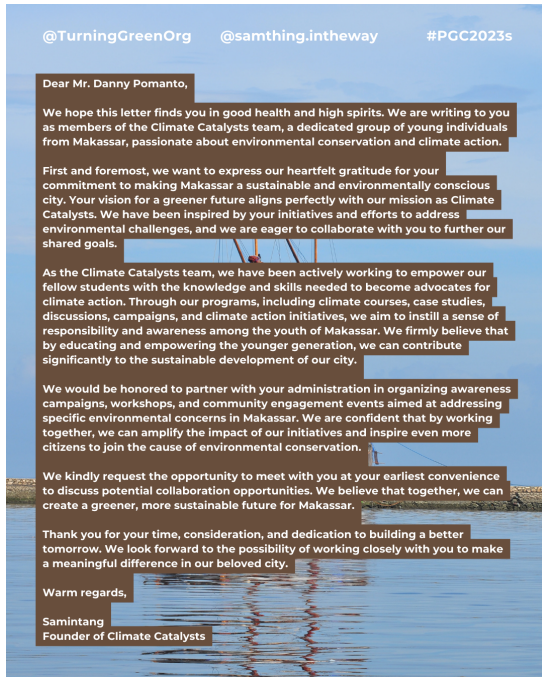 @TurningGreenOrg @samthing.intheway #PGC2023s
Dear Mr. Danny Pomanto,
We hope this letter finds you in good health and high spirits. We are writing to you
as members of the Climate Catalysts team, a dedicated group of young individuals
from Makassar, passionate about environmental conservation and climate action.
First and foremost, we want to express our heartfelt gratitude for your
commitment to making Makassar a sustainable and environmentally conscious
city. Your vision for a greener future aligns perfectly with our mission as Climate
Catalysts. We have been inspired by your initiatives and efforts to address
environmental challenges, and we are eager to collaborate with you to further our
shared goals.
As the Climate Catalysts team, we have been actively working to empower our
fellow students with the knowledge and skills needed to become advocates for
climate action. Through our programs, including climate courses, case studies,
discussions, campaigns, and climate action initiatives, we aim to instill a sense of
responsibility and awareness among the youth of Makassar. We firmly believe that
by educating and empowering the younger generation, we can contribute
significantly to the sustainable development of our city.
We would be honored to partner with your administration in organizing awareness
campaigns, workshops, and community engagement events aimed at addressing
specific environmental concerns in Makassar. We are confident that by working
together, we can amplify the impact of our initiatives and inspire even more
citizens to join the cause of environmental conservation.
We kindly request the opportunity to meet with you at your earliest convenience
to discuss potential collaboration opportunities. We believe that together, we can
create a greener, more sustainable future for Makassar.
Thank you for your time, consideration, and dedication to building a better
tomorrow. We look forward to the possibility of working closely with you to make
a meaningful difference in our beloved city.
Warm regards,
Samintang
Founder of Climate Catalysts